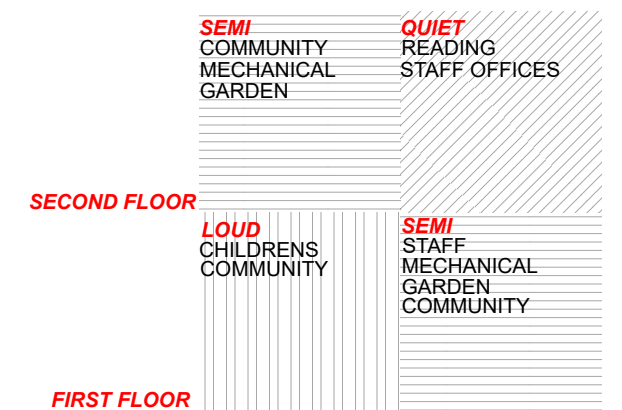 SEMI
COMMUNITY
MECHANICAL
GARDEN
QUIET
READING
STAFF OFFICES
SECOND FLOOR
LOUD
CHILDRENS
COMMUNITY
SEMI
STAFF
MECHANICAL
GARDEN
COMMUNITY
FIRST FLOOR